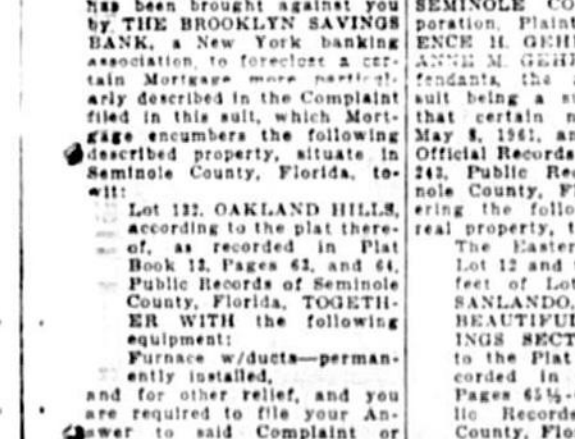 has been brought against you
by THE BROOKLYN SAVINGS
BANK, a New York banking
association, to foreclose a cer-
tain Mortgage more particul-
arly described in the Complaint
filed in this suit, which Mort-
gage encumbers the following
described property, situate in
Seminole County, Florida, to-
wit:
Lot 132, OAKLAND HILLS,
according to the plat there-
of, as recorded in Plat
Book 13, Pages 63, and 64,
Public Records of Seminole
County, Florida, TOGETH-
ER WITH the following
equipment:
Furnace w/ducts—perman-
ently installed,
and for other relief, and you
are required to file your An-
swer to said Complaint or
SEMINOLE CO
poration, Plaint
ENCE H. GEH
ANNE M. GEH
fendants, the
suit being a s
that certain
May 8, 1961, an
Official Records
243, Public Re
nole County, F
ering the follo
real property, t
The Easter
Lot 12 and
feet of Lot
SANLANDO,
BEAUTIFUL
INGS SECT
to the Plat
corded in
Pages 65½-
lic Records
County, Flor